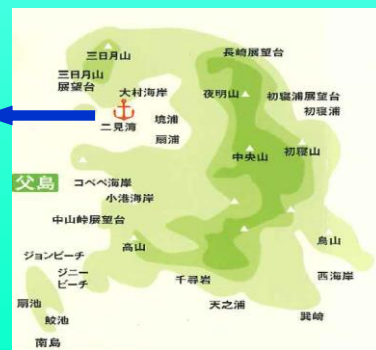 三日月山
長崎展望台
三日月山
展望台
大村海岸
夜明山
初寝浦展望台
初寝浦
境浦
二見湾
扇浦
中央山
初寝山
父島
コペペ海岸
小港海岸
中山峠展望台
高山
鳥山
ジョンビーチ
ジニー
ビーチ
千尋岩
西海岸
天之浦
巽崎
扇池
鮫池
南島